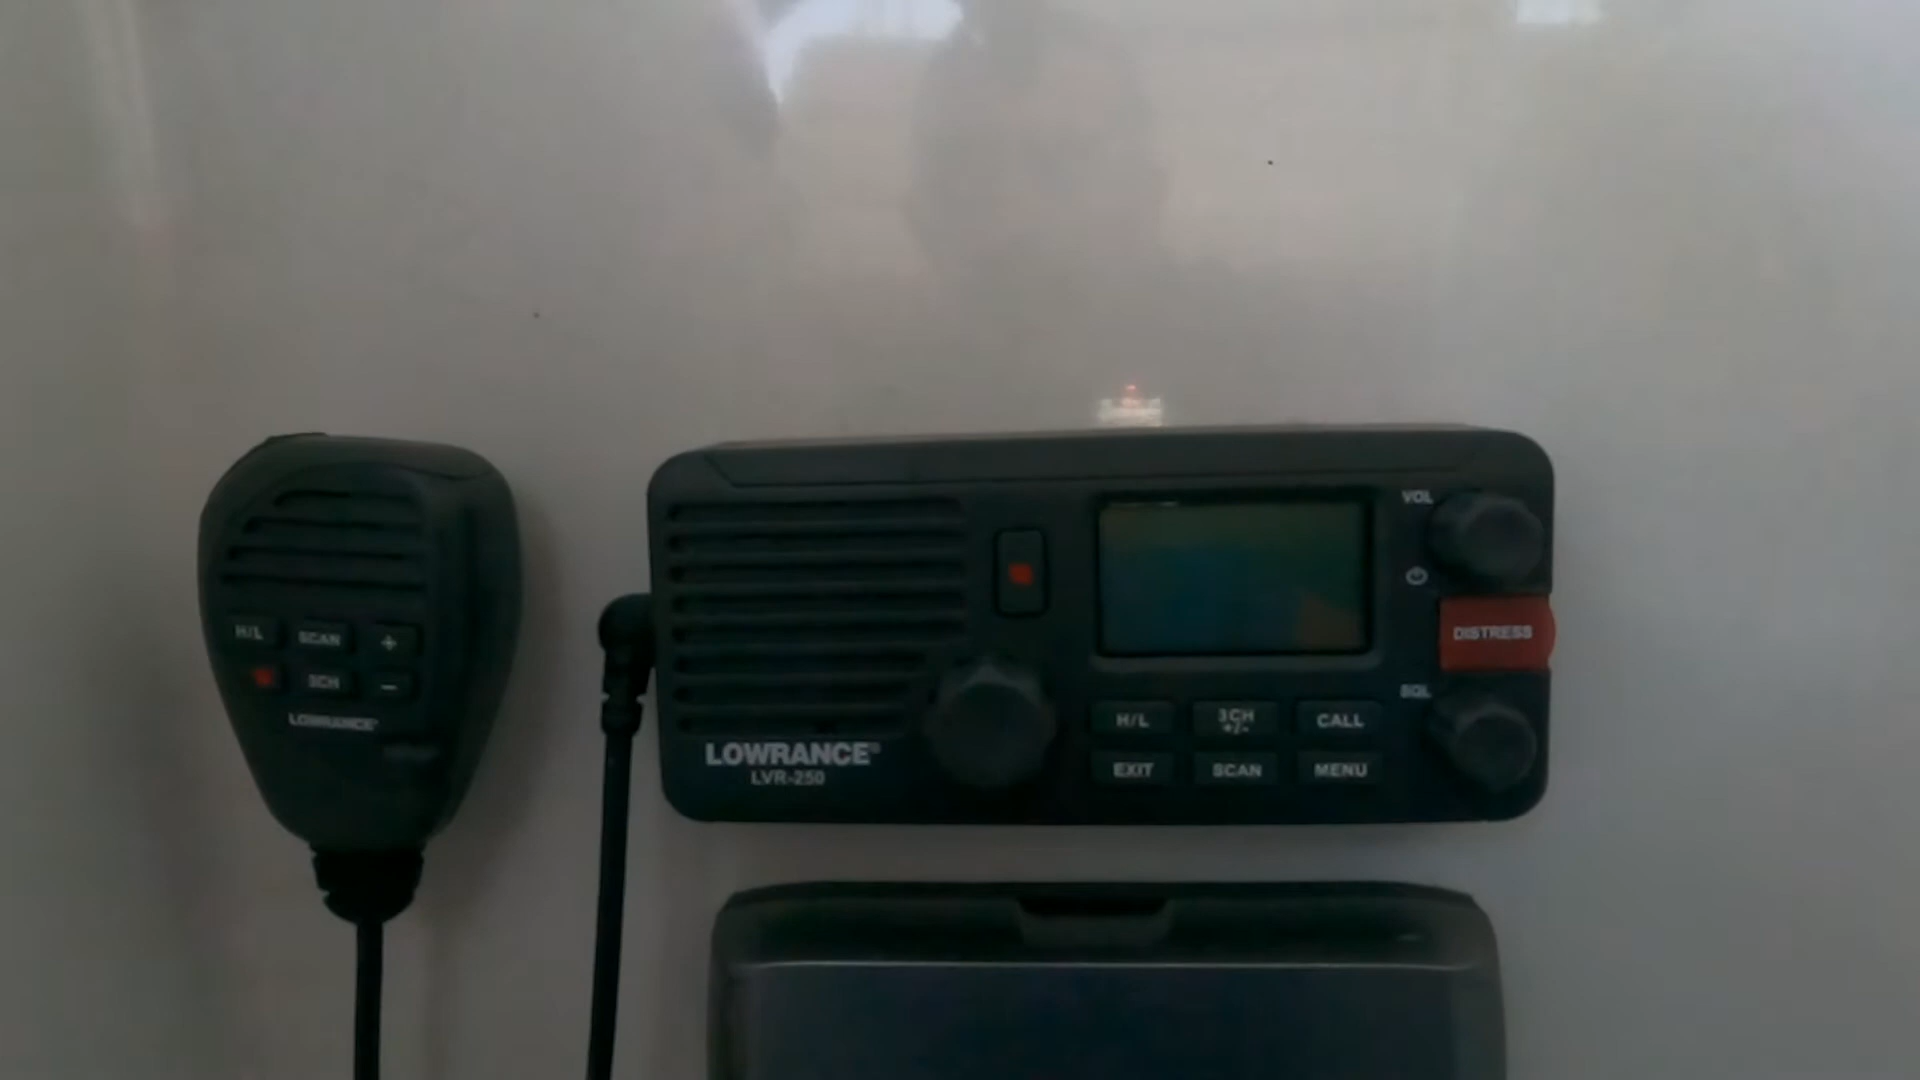 H/L SCAN +
3CH −
LOWRANCE®
LOWRANCE®
LVR-250
VOL
DISTRESS
SQL
H/L 3CH +/- CALL
EXIT SCAN MENU